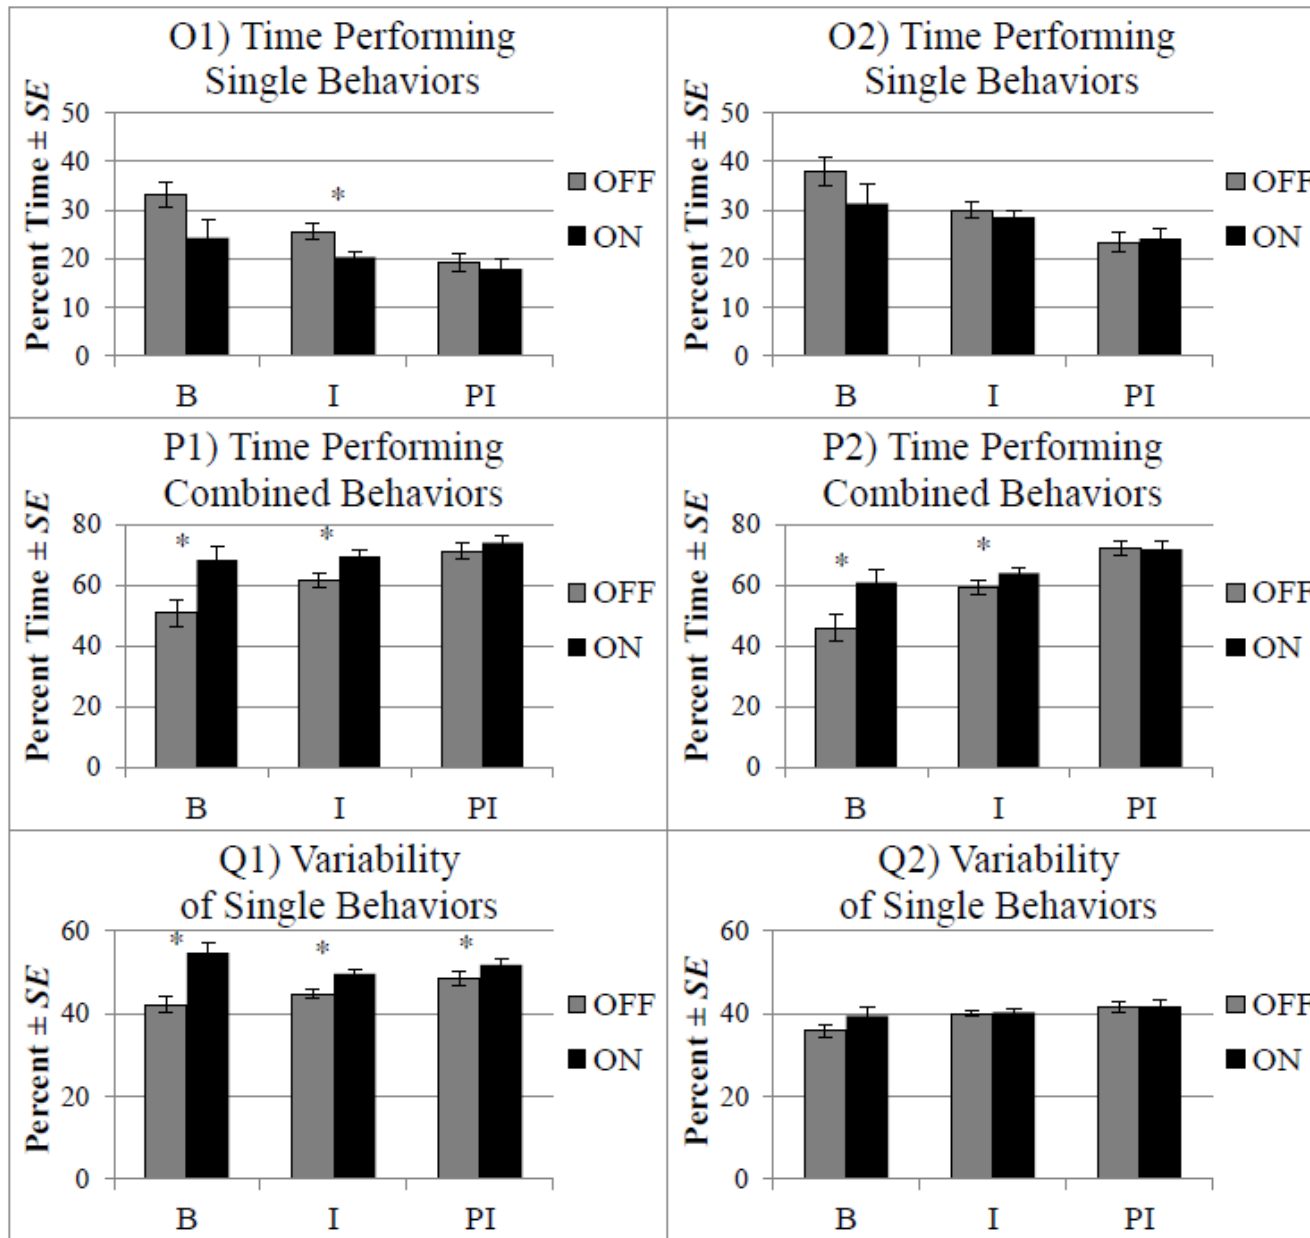 O1) Time Performing
Single Behaviors
Percent Time ± SE
50
40
30
20
10
0
*
B I PI
OFF
ON
O2) Time Performing
Single Behaviors
Percent Time ± SE
50
40
30
20
10
0
B I PI
OFF
ON
P1) Time Performing
Combined Behaviors
Percent Time ± SE
80
60
40
20
0
* *
B I PI
OFF
ON
P2) Time Performing
Combined Behaviors
Percent Time ± SE
80
60
40
20
0
* *
B I PI
OFF
ON
Q1) Variability
of Single Behaviors
Percent ± SE
60
40
20
0
* * *
B I PI
OFF
ON
Q2) Variability
of Single Behaviors
Percent ± SE
60
40
20
0
B I PI
OFF
ON